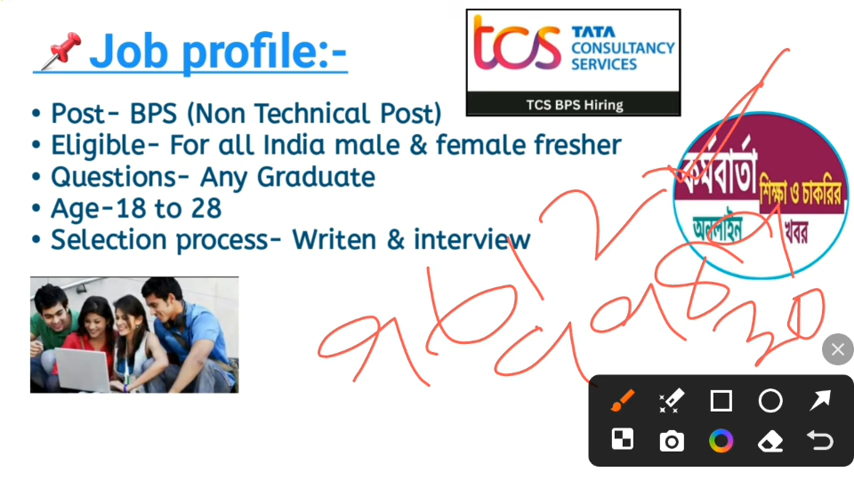 📌 Job profile:-
tcs TATA CONSULTANCY SERVICES
TCS BPS Hiring
• Post- BPS (Non Technical Post)
• Eligible- For all India male & female fresher
• Questions- Any Graduate
• Age-18 to 28
• Selection process- Writen & interview
কর্মবার্তা
শিক্ষা ও চাকরির
অনলাইন
খবর